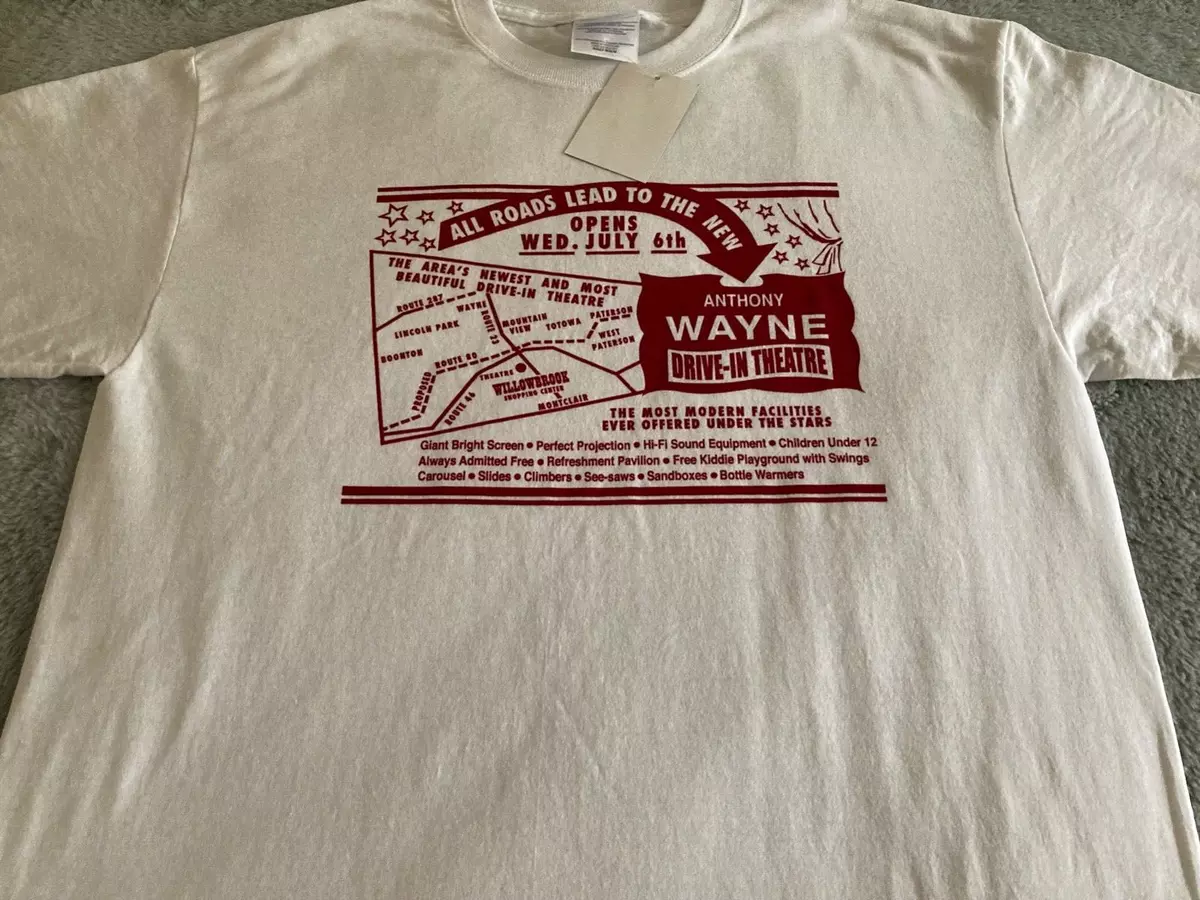 ALL ROADS LEAD TO THE NEW
OPENS
WED. JULY 6th
THE AREA'S NEWEST AND MOST
BEAUTIFUL DRIVE-IN THEATRE
ROUTE 287
WAYNE
ROUTE 23
LINCOLN PARK
MOUNTAIN
VIEW
TOTOWA
PATERSON
WEST
PATERSON
BOONTON
ROUTE 80
PROPOSED
ROUTE 46
THEATRE
WILLOWBROOK
SHOPPING CENTER
MONTCLAIR
ANTHONY
WAYNE
DRIVE-IN THEATRE
THE MOST MODERN FACILITIES
EVER OFFERED UNDER THE STARS
Giant Bright Screen • Perfect Projection • Hi-Fi Sound Equipment • Children Under 12
Always Admitted Free • Refreshment Pavilion • Free Kiddie Playground with Swings
Carousel • Slides • Climbers • See-saws • Sandboxes • Bottle Warmers